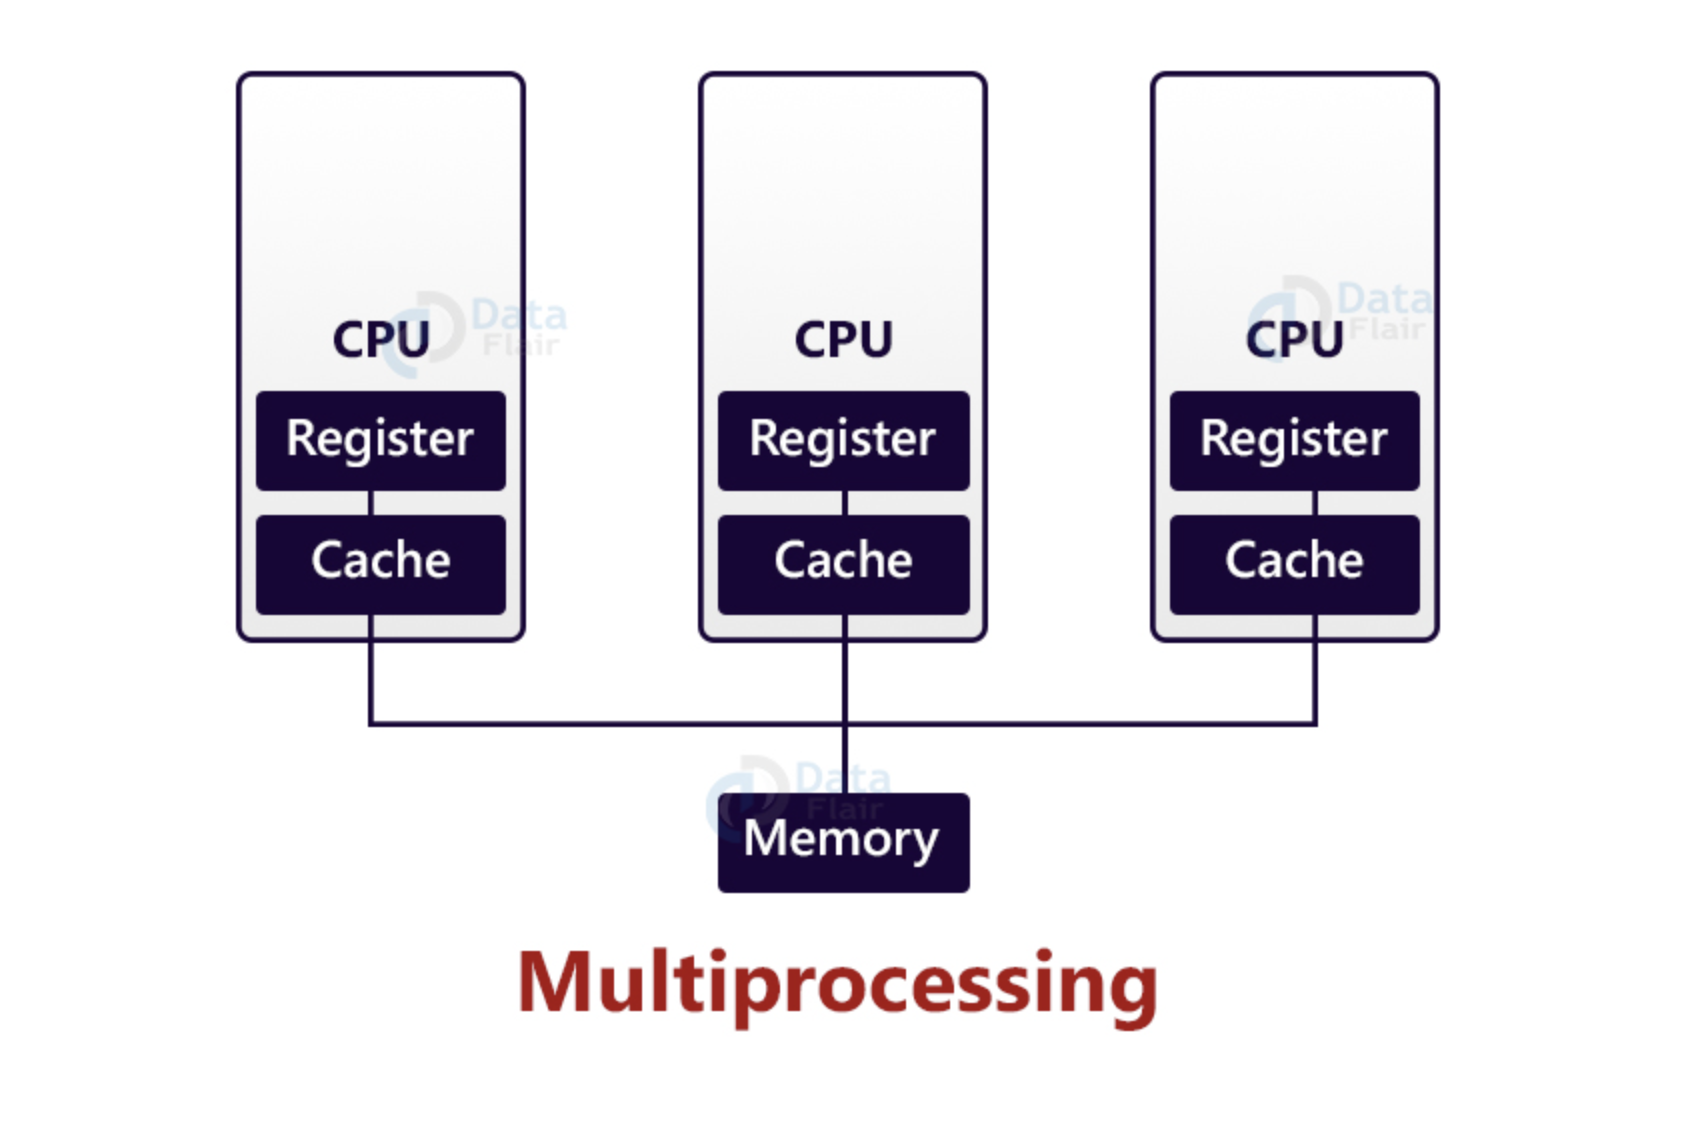 CPU
CPU
CPU
Data
Flair
Data
Flair
Register
Register
Register
Cache
Cache
Cache
Data
Flair
Memory
Multiprocessing